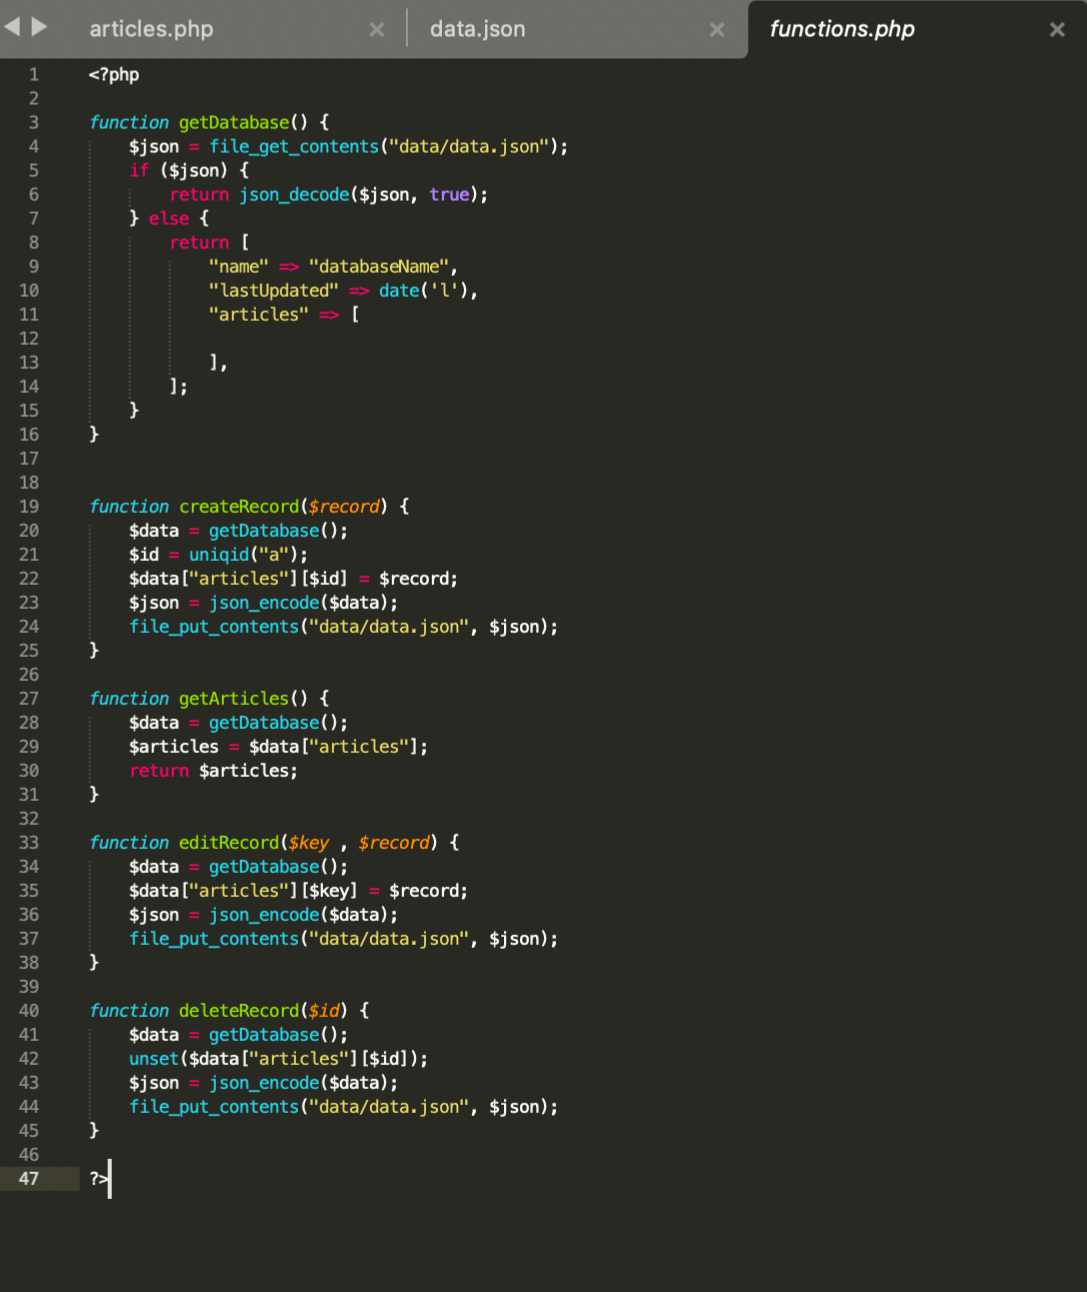 articles.php × data.json × functions.php ×
1 <?php
2
3 function getDatabase() {
4 $json = file_get_contents("data/data.json");
5 if ($json) {
6 return json_decode($json, true);
7 } else {
8 return [
9 "name" => "databaseName",
10 "lastUpdated" => date('l'),
11 "articles" => [
12
13 ],
14 ];
15 }
16 }
17
18
19 function createRecord($record) {
20 $data = getDatabase();
21 $id = uniqid("a");
22 $data["articles"][$id] = $record;
23 $json = json_encode($data);
24 file_put_contents("data/data.json", $json);
25 }
26
27 function getArticles() {
28 $data = getDatabase();
29 $articles = $data["articles"];
30 return $articles;
31 }
32
33 function editRecord($key , $record) {
34 $data = getDatabase();
35 $data["articles"][$key] = $record;
36 $json = json_encode($data);
37 file_put_contents("data/data.json", $json);
38 }
39
40 function deleteRecord($id) {
41 $data = getDatabase();
42 unset($data["articles"][$id]);
43 $json = json_encode($data);
44 file_put_contents("data/data.json", $json);
45 }
46
47 ?>